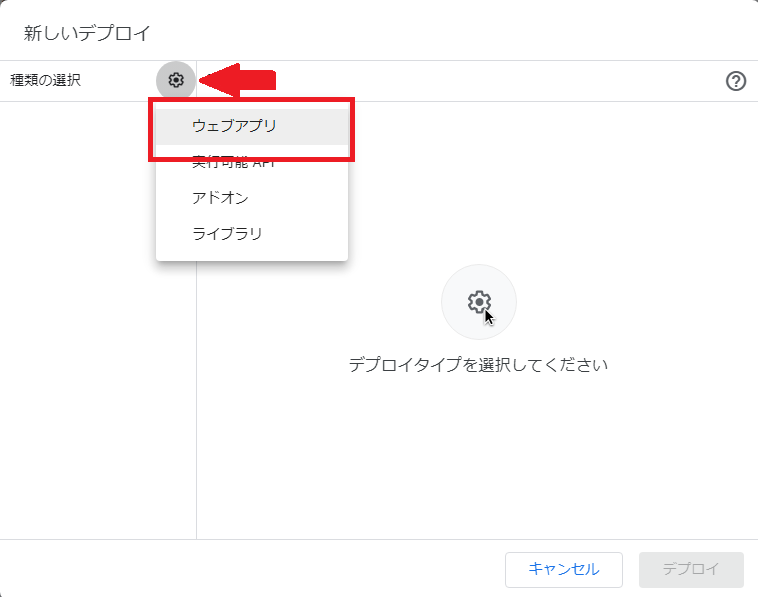 新しいデプロイ
種類の選択
ウェブアプリ
実行可能 API
アドオン
ライブラリ
デプロイタイプを選択してください
キャンセル
デプロイ